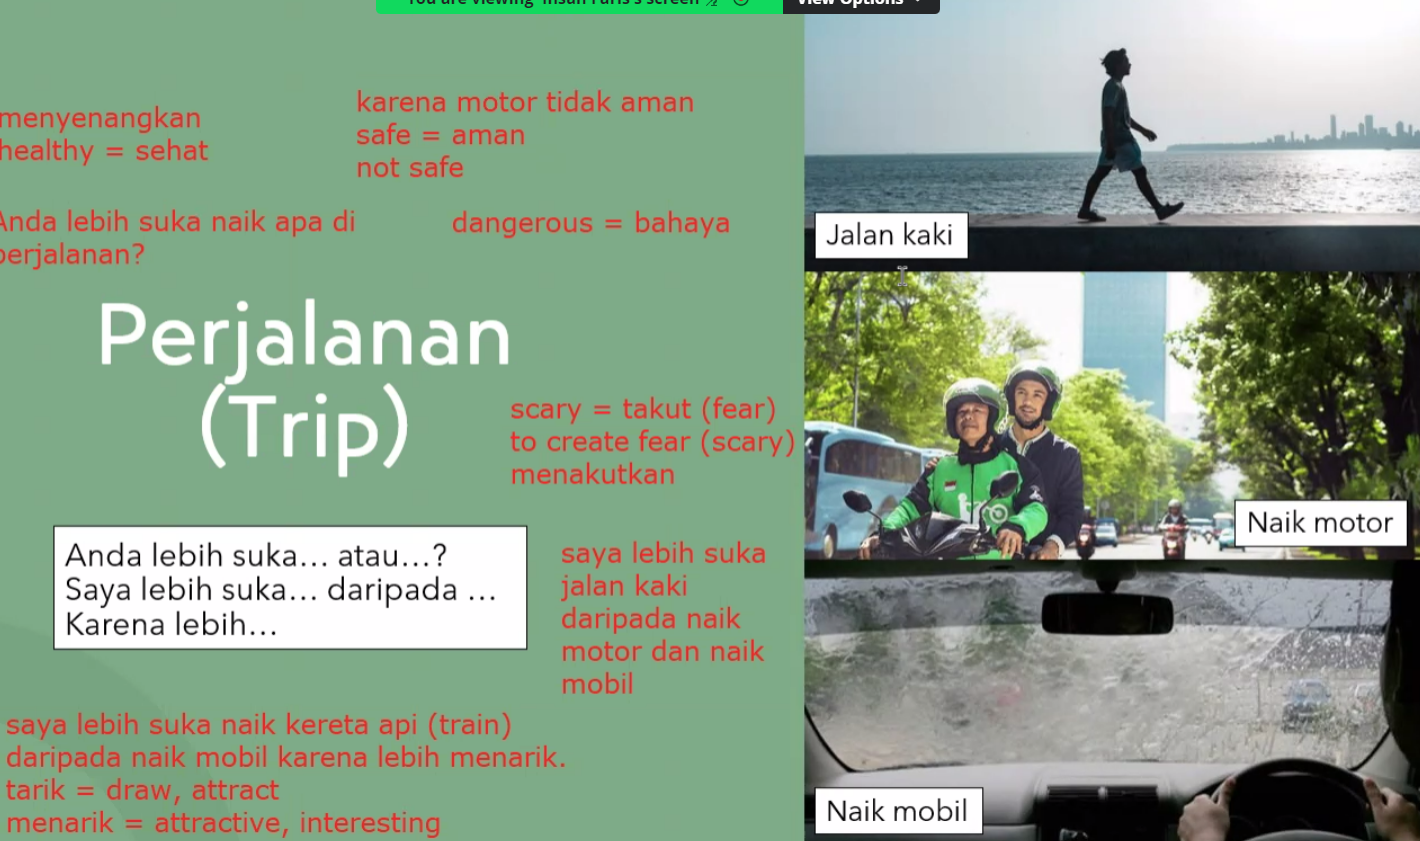 You are viewing
screen
View Options
menyenangkan
healthy = sehat
karena motor tidak aman
safe = aman
not safe
Anda lebih suka naik apa di
perjalanan?
dangerous = bahaya
Perjalanan
(Trip)
scary = takut (fear)
to create fear (scary)
menakutkan
Anda lebih suka... atau...?
Saya lebih suka... daripada ...
Karena lebih...
saya lebih suka
jalan kaki
daripada naik
motor dan naik
mobil
saya lebih suka naik kereta api (train)
daripada naik mobil karena lebih menarik.
tarik = draw, attract
menarik = attractive, interesting
Jalan kaki
Naik motor
Naik mobil